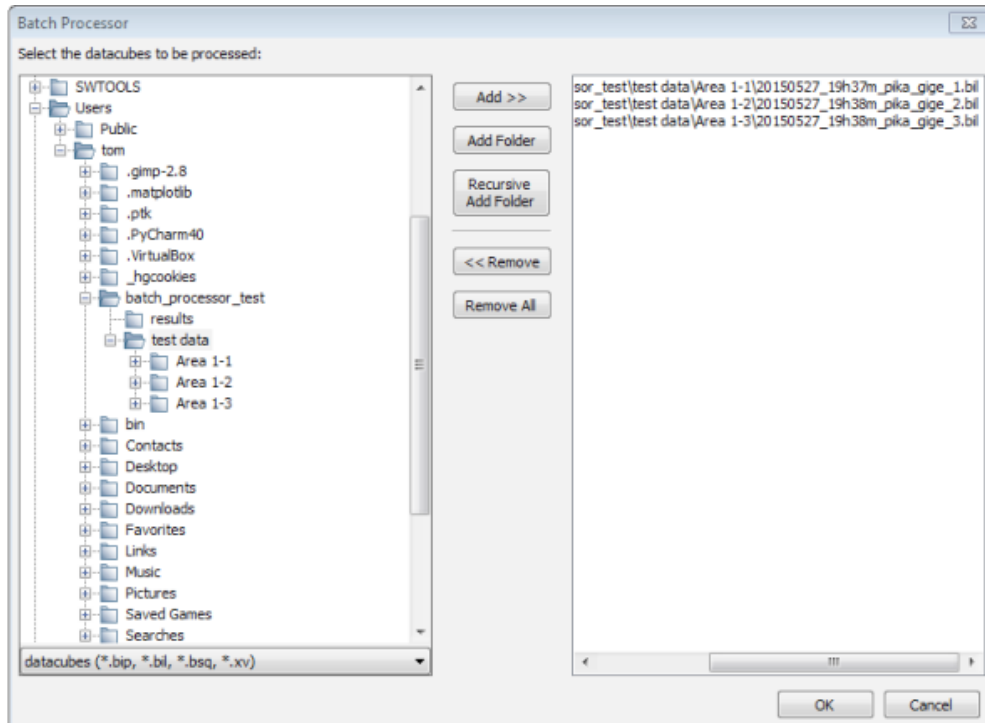 Batch Processor
Select the datacubes to be processed:
SWTOOLS
Users
Public
tom
.gimp-2.8
.matplotlib
.ptk
.PyCharm40
.VirtualBox
_hgcookies
batch_processor_test
results
test data
Area 1-1
Area 1-2
Area 1-3
bin
Contacts
Desktop
Documents
Downloads
Favorites
Links
Music
Pictures
Saved Games
Searches
datacubes (*.bip, *.bil, *.bsq, *.xv)
Add >>
Add Folder
Recursive
Add Folder
<< Remove
Remove All
sor_test\test data\Area 1-1\20150527_19h37m_pika_gige_1.bil
sor_test\test data\Area 1-2\20150527_19h38m_pika_gige_2.bil
sor_test\test data\Area 1-3\20150527_19h38m_pika_gige_3.bil
OK
Cancel